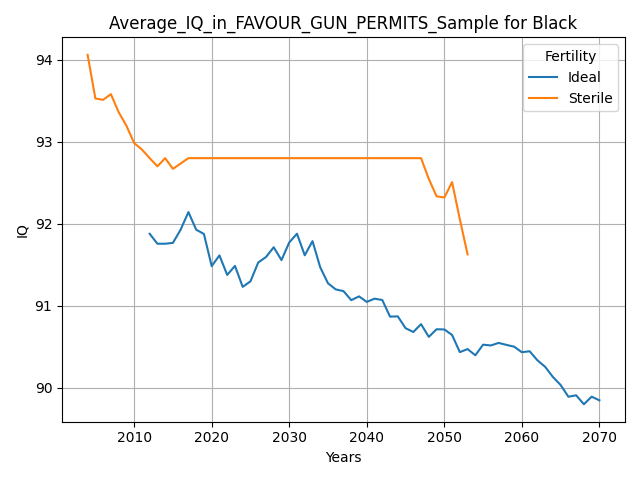 Average_IQ_in_FAVOUR_GUN_PERMITS_Sample for Black
Fertility
Ideal
Sterile
94
93
92
91
90
IQ
2010 2020 2030 2040 2050 2060 2070
Years